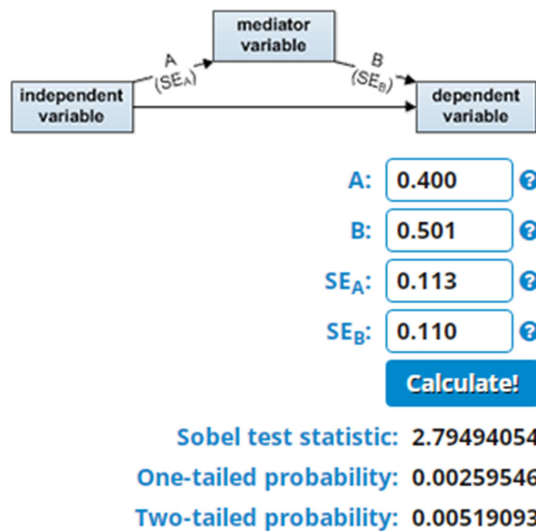 mediator
variable
A
(SEA)
B
(SEB)
independent
variable
dependent
variable
A: 0.400 ?
B: 0.501 ?
SEA: 0.113 ?
SEB: 0.110 ?
Calculate!
Sobel test statistic: 2.79494054
One-tailed probability: 0.00259546
Two-tailed probability: 0.00519093